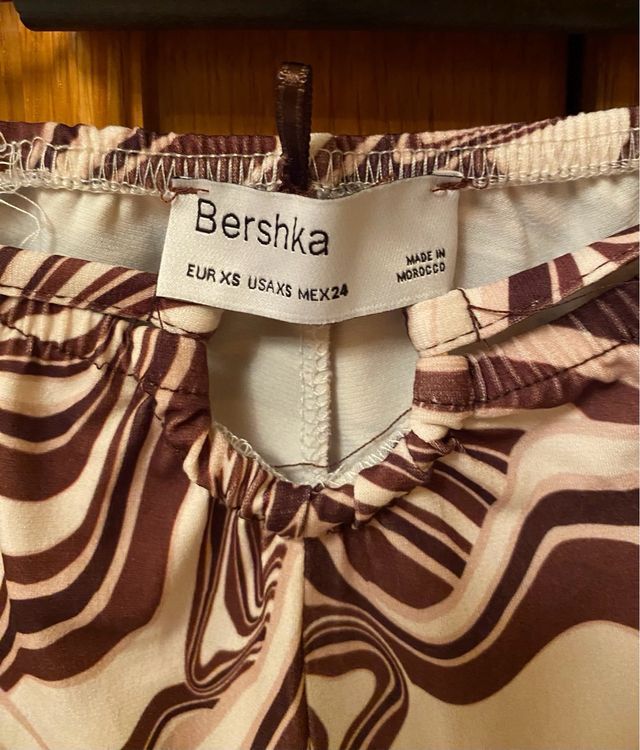 Bershka
EUR XS USA XS MEX 24
MADE IN
MOROCCO